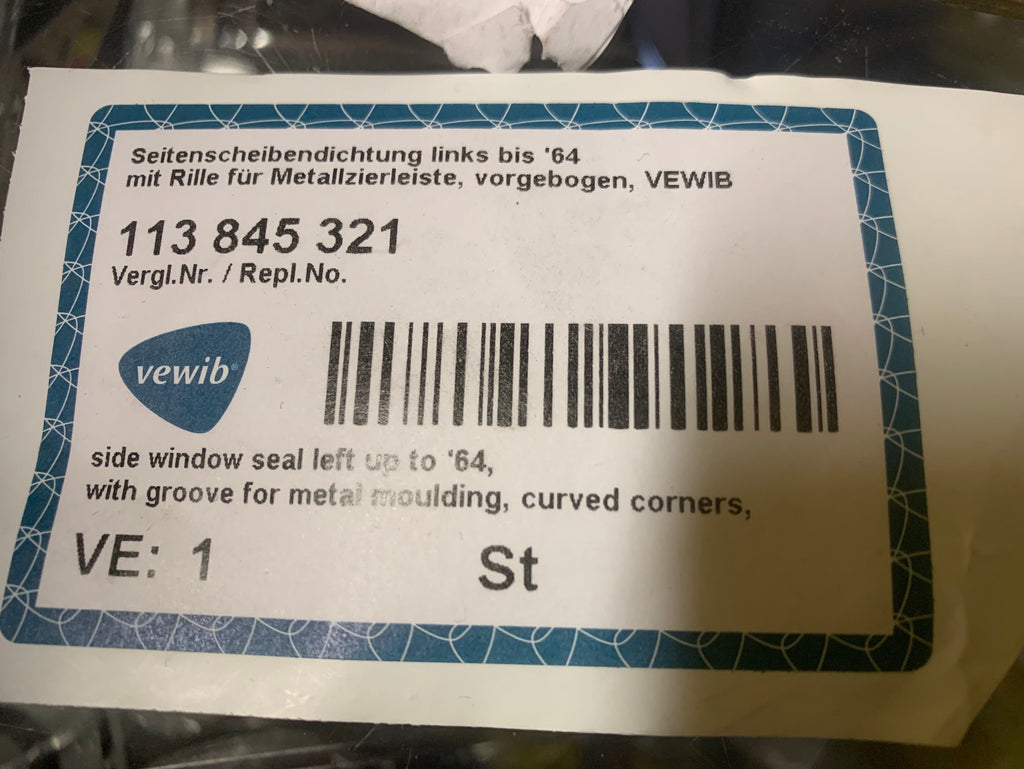 Seitenscheibendichtung links bis '64
mit Rille für Metallzierleiste, vorgebogen, VEWIB
113 845 321
Vergl.Nr. / Repl.No.
vewib®
side window seal left up to '64,
with groove for metal moulding, curved corners,
VE: 1 St